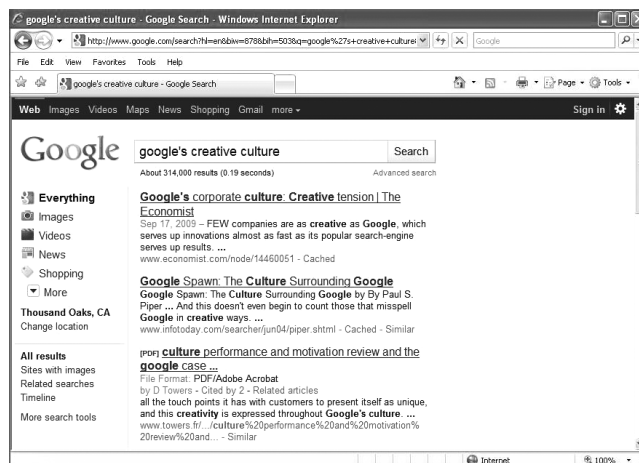 google's creative culture - Google Search - Windows Internet Explorer
http://www.google.com/search?hl=en&biw=878&bih=503&q=google%27s+creative+culture&
Google
File Edit View Favorites Tools Help
google's creative culture - Google Search
Page Tools
Web Images Videos Maps News Shopping Gmail more
Sign in
Google
google's creative culture
Search
About 314,000 results (0.19 seconds)
Advanced search
Everything
Images
Videos
News
Shopping
More
Thousand Oaks, CA
Change location
All results
Sites with images
Related searches
Timeline
More search tools
Google's corporate culture: Creative tension | The
Economist
Sep 17, 2009 – FEW companies are as creative as Google, which
serves up innovations almost as fast as its popular search-engine
serves up results. ...
www.economist.com/node/14460051 - Cached
Google Spawn: The Culture Surrounding Google
Google Spawn: The Culture Surrounding Google by By Paul S.
Piper ... And this doesn't even begin to count those that misspell
Google in creative ways. ...
www.infotoday.com/searcher/jun04/piper.shtml - Cached - Similar
[PDF] culture performance and motivation review and the
google case ...
File Format: PDF/Adobe Acrobat
by D Towers - Cited by 2 - Related articles
all the touch points it has with customers to present itself as unique,
and this creativity is expressed throughout Google's culture. ...
www.towers.fr/.../culture%20performance%20and%20motivation%
20review%20and... - Similar
Internet
100%